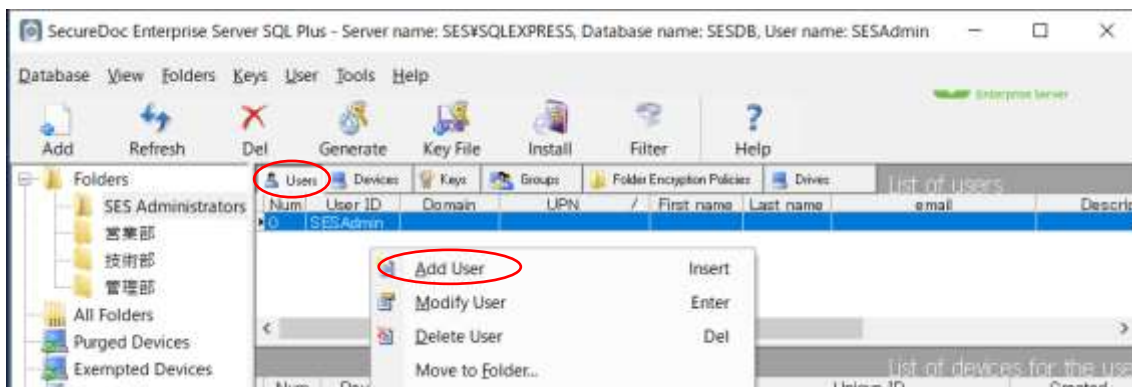 SecureDoc Enterprise Server SQL Plus - Server name: SES¥SQLEXPRESS, Database name: SESDB, User name: SESAdmin
Database View Folders Keys User Tools Help
Enterprise Server
Add Refresh Del Generate Key File Install Filter Help
Folders
SES Administrators
営業部
技術部
管理部
All Folders
Purged Devices
Exempted Devices
Users Devices Keys Groups Folder Encryption Policies Drives
List of users
Num User ID Domain UPN / First name Last name email Descrip
0 SESAdmin
Add User Insert
Modify User Enter
Delete User Del
Move to Folder...
List of devices for the use
Num Created